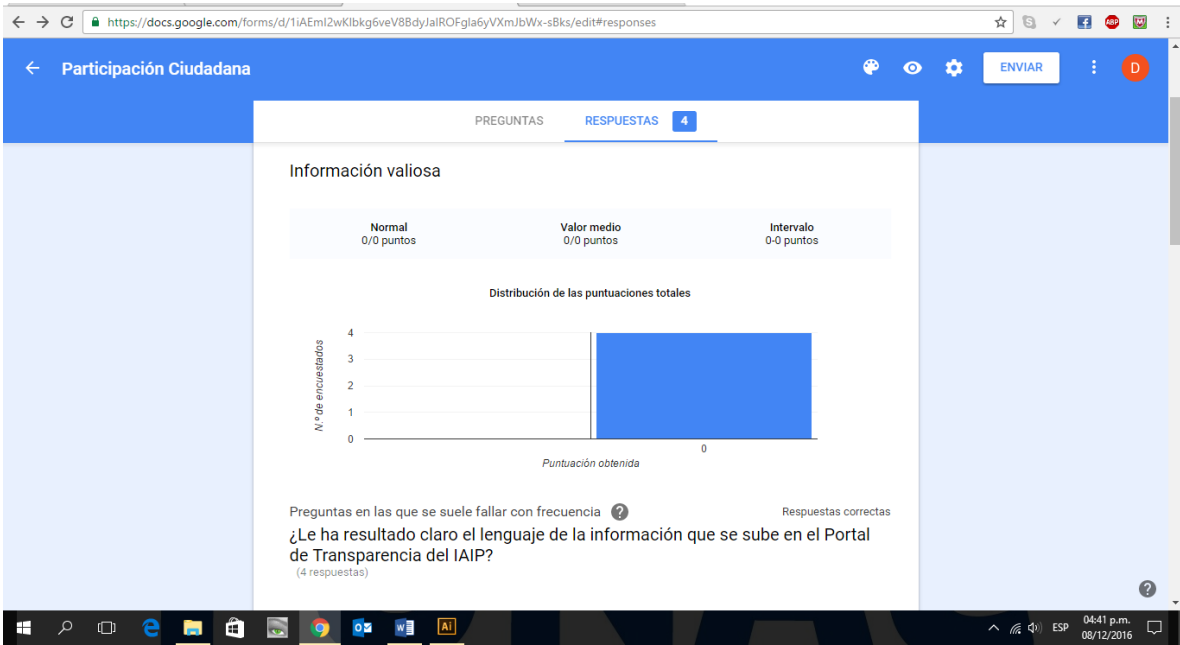 https://docs.google.com/forms/d/1iAEmI2wKlbkg6veV8BdyJalROFgla6yVXmJbWx-sBks/edit#responses
Participación Ciudadana
ENVIAR
D
PREGUNTAS RESPUESTAS 4
Información valiosa
Normal Valor medio Intervalo
0/0 puntos 0/0 puntos 0-0 puntos
Distribución de las puntuaciones totales
N.º de encuestados
4
3
2
1
0
0
Puntuación obtenida
Preguntas en las que se suele fallar con frecuencia ? Respuestas correctas
¿Le ha resultado claro el lenguaje de la información que se sube en el Portal
de Transparencia del IAIP?
(4 respuestas)
?
ESP
04:41 p.m.
08/12/2016